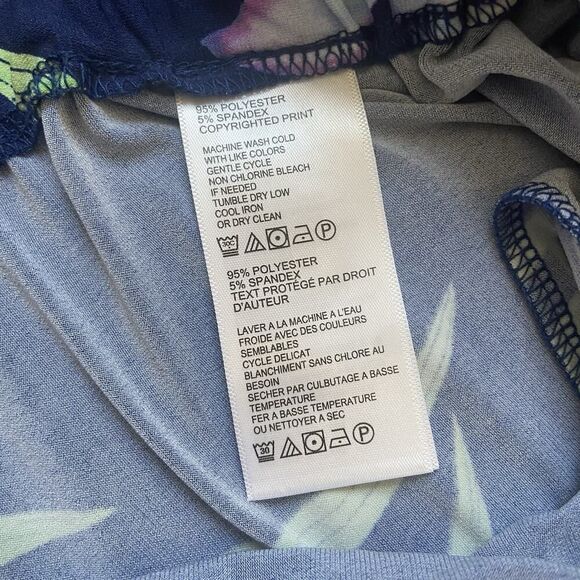 95% POLYESTER
5% SPANDEX
COPYRIGHTED PRINT
MACHINE WASH COLD
WITH LIKE COLORS
GENTLE CYCLE
NON CHLORINE BLEACH
IF NEEDED
TUMBLE DRY LOW
COOL IRON
OR DRY CLEAN
30C P
95% POLYESTER
5% SPANDEX
TEXT PROTÉGÉ PAR DROIT
D'AUTEUR
LAVER A LA MACHINE A L'EAU
FROIDE AVEC DES COULEURS
SEMBLABLES
CYCLE DELICAT
BLANCHIMENT SANS CHLORE AU
BESOIN
SECHER PAR CULBUTAGE A BASSE
TEMPERATURE
FER A BASSE TEMPERATURE
OU NETTOYER A SEC
30 P